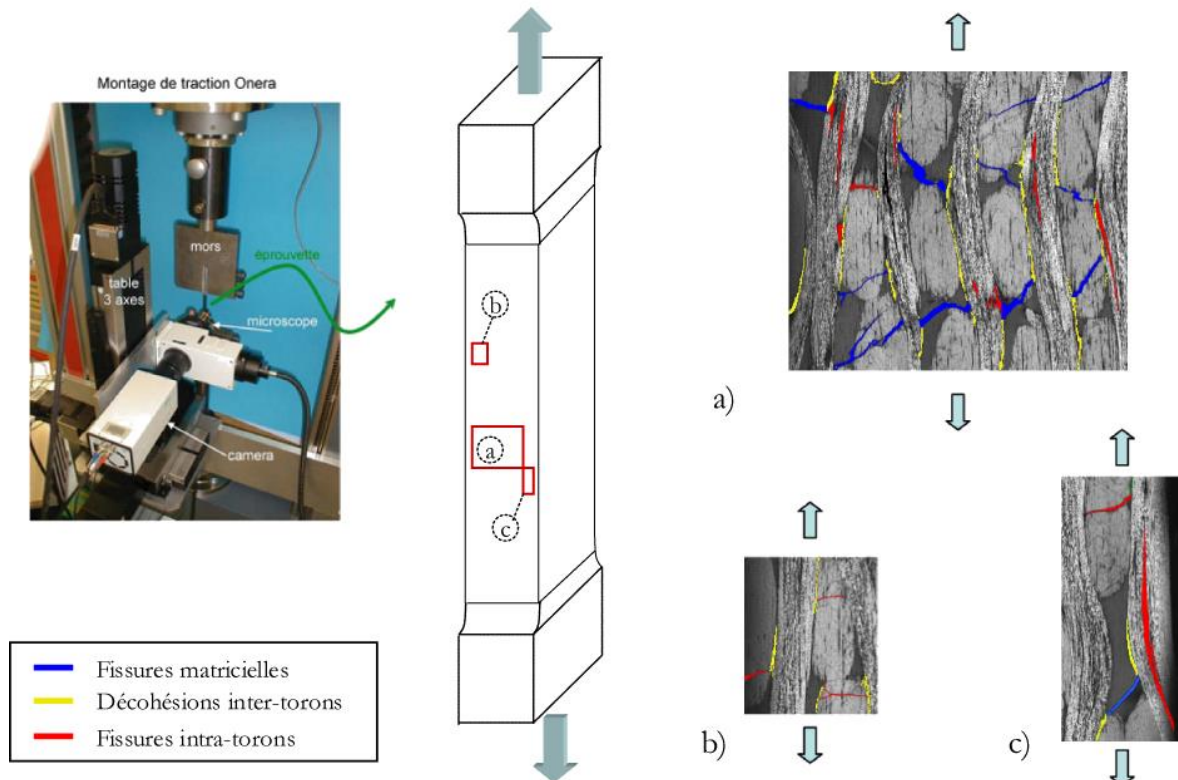 Montage de traction Onera
mors
éprouvette
table
3 axes
microscope
camera
b
a
c
a)
b)
c)
Fissures matricielles
Décohésions inter-torons
Fissures intra-torons